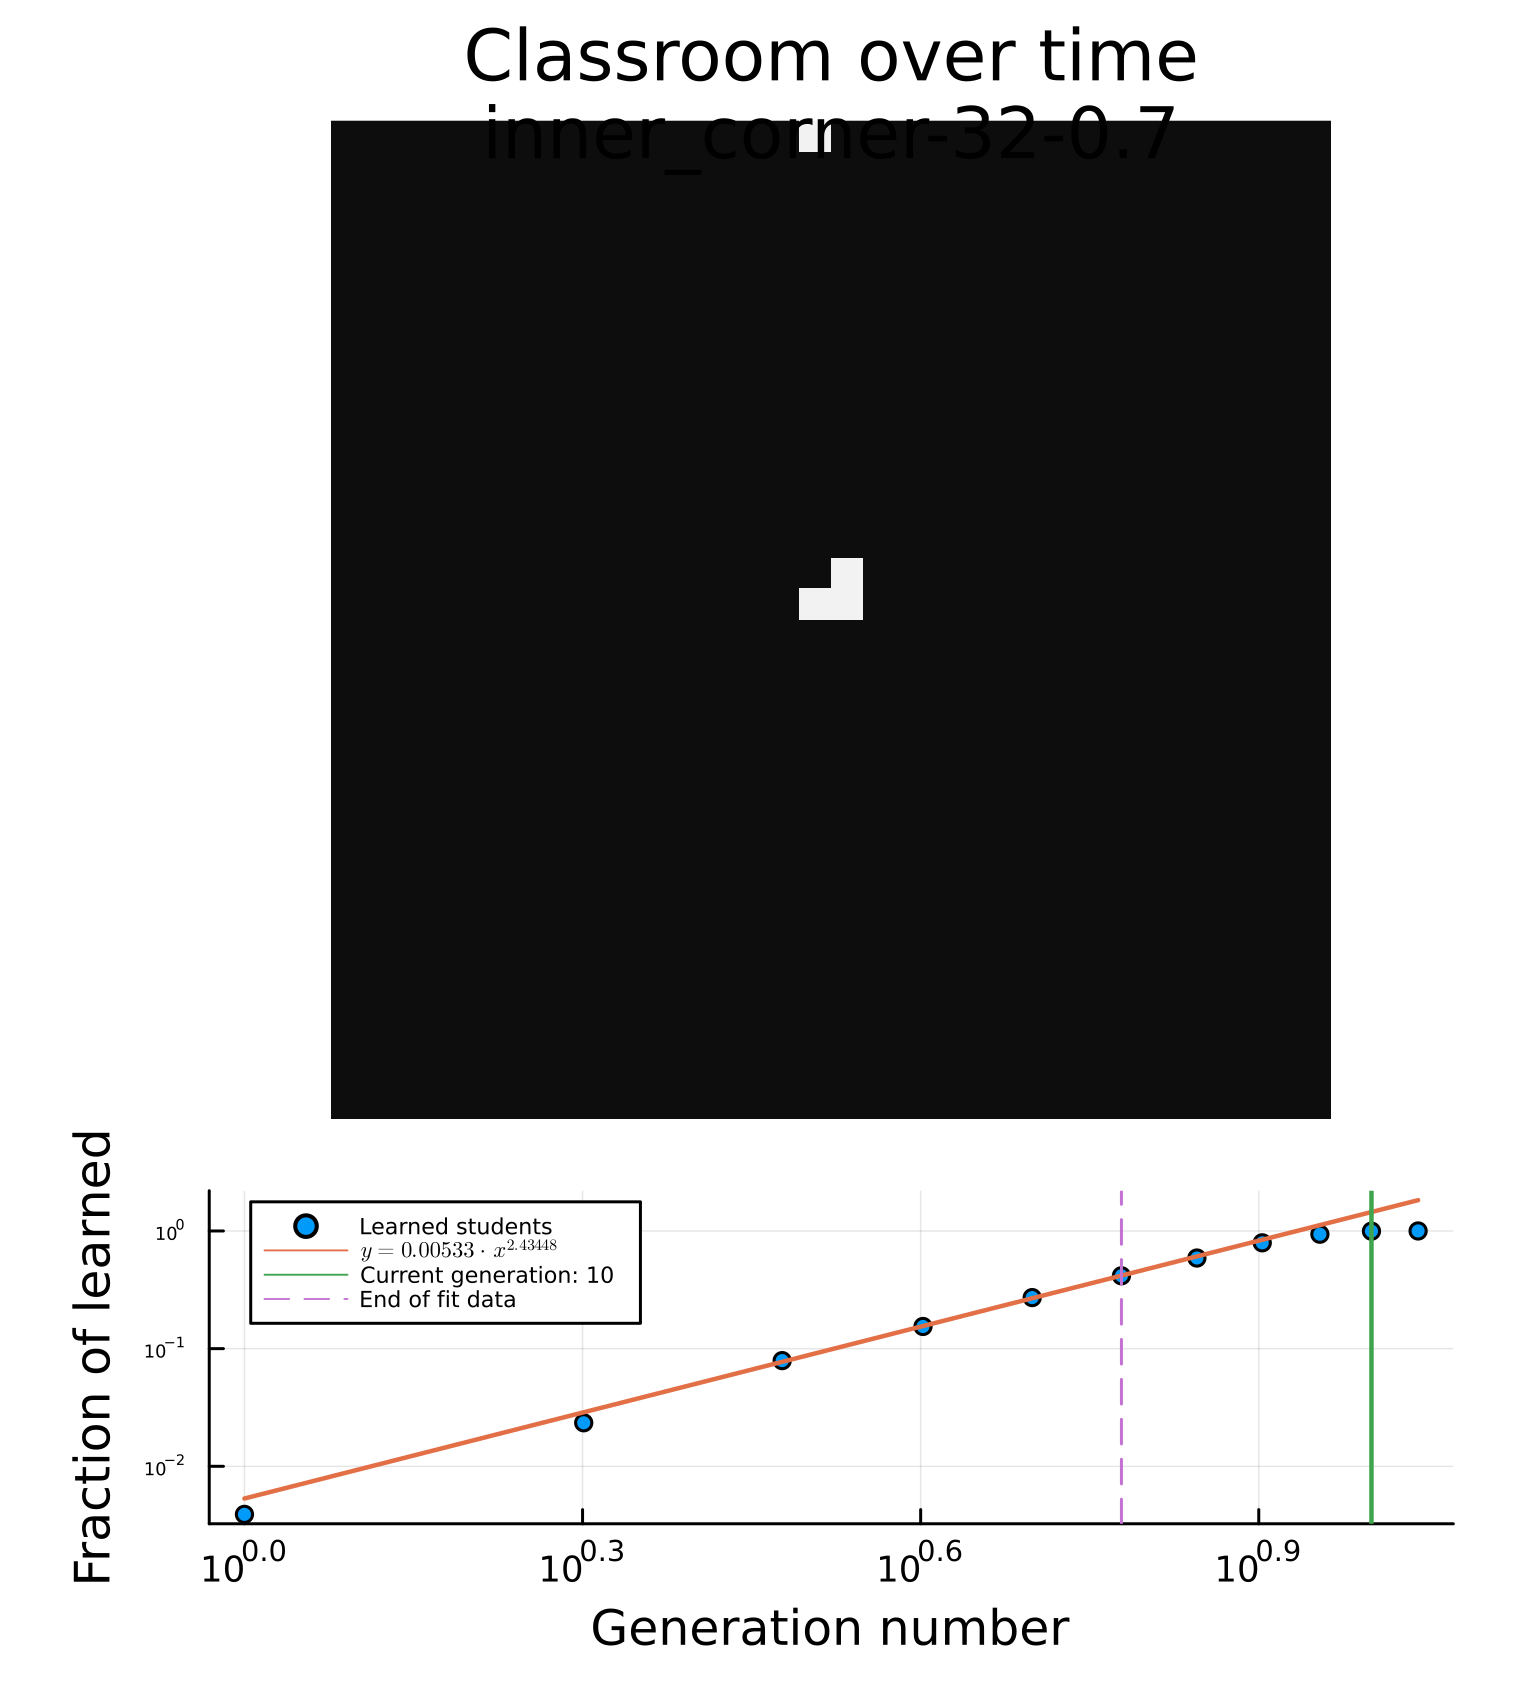 Classroom over time
inner_corner-32-0.7
Fraction of learned
10^0
10^−1
10^−2
Learned students
y = 0.00533 · x^2.43448
Current generation: 10
End of fit data
10^0.0 10^0.3 10^0.6 10^0.9
Generation number